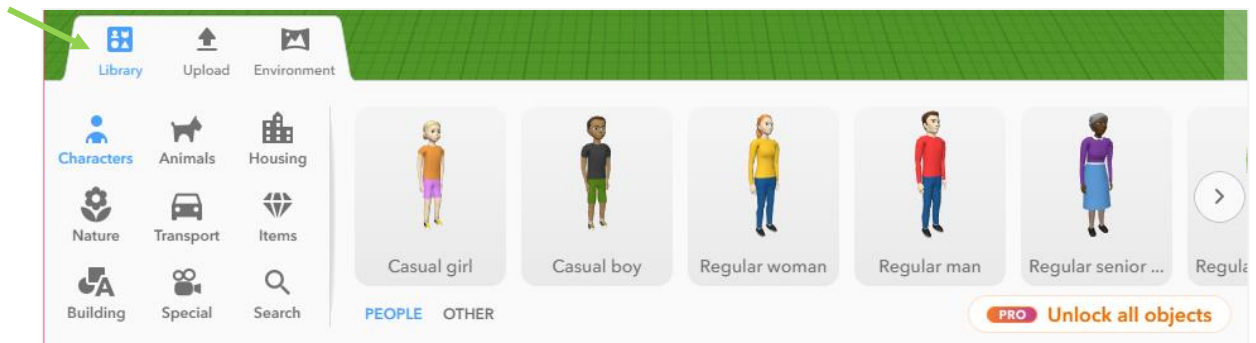 Library Upload Environment
Characters Animals Housing
Nature Transport Items
Building Special Search
Casual girl Casual boy Regular woman Regular man Regular senior ... Regula
PEOPLE OTHER
PRO Unlock all objects